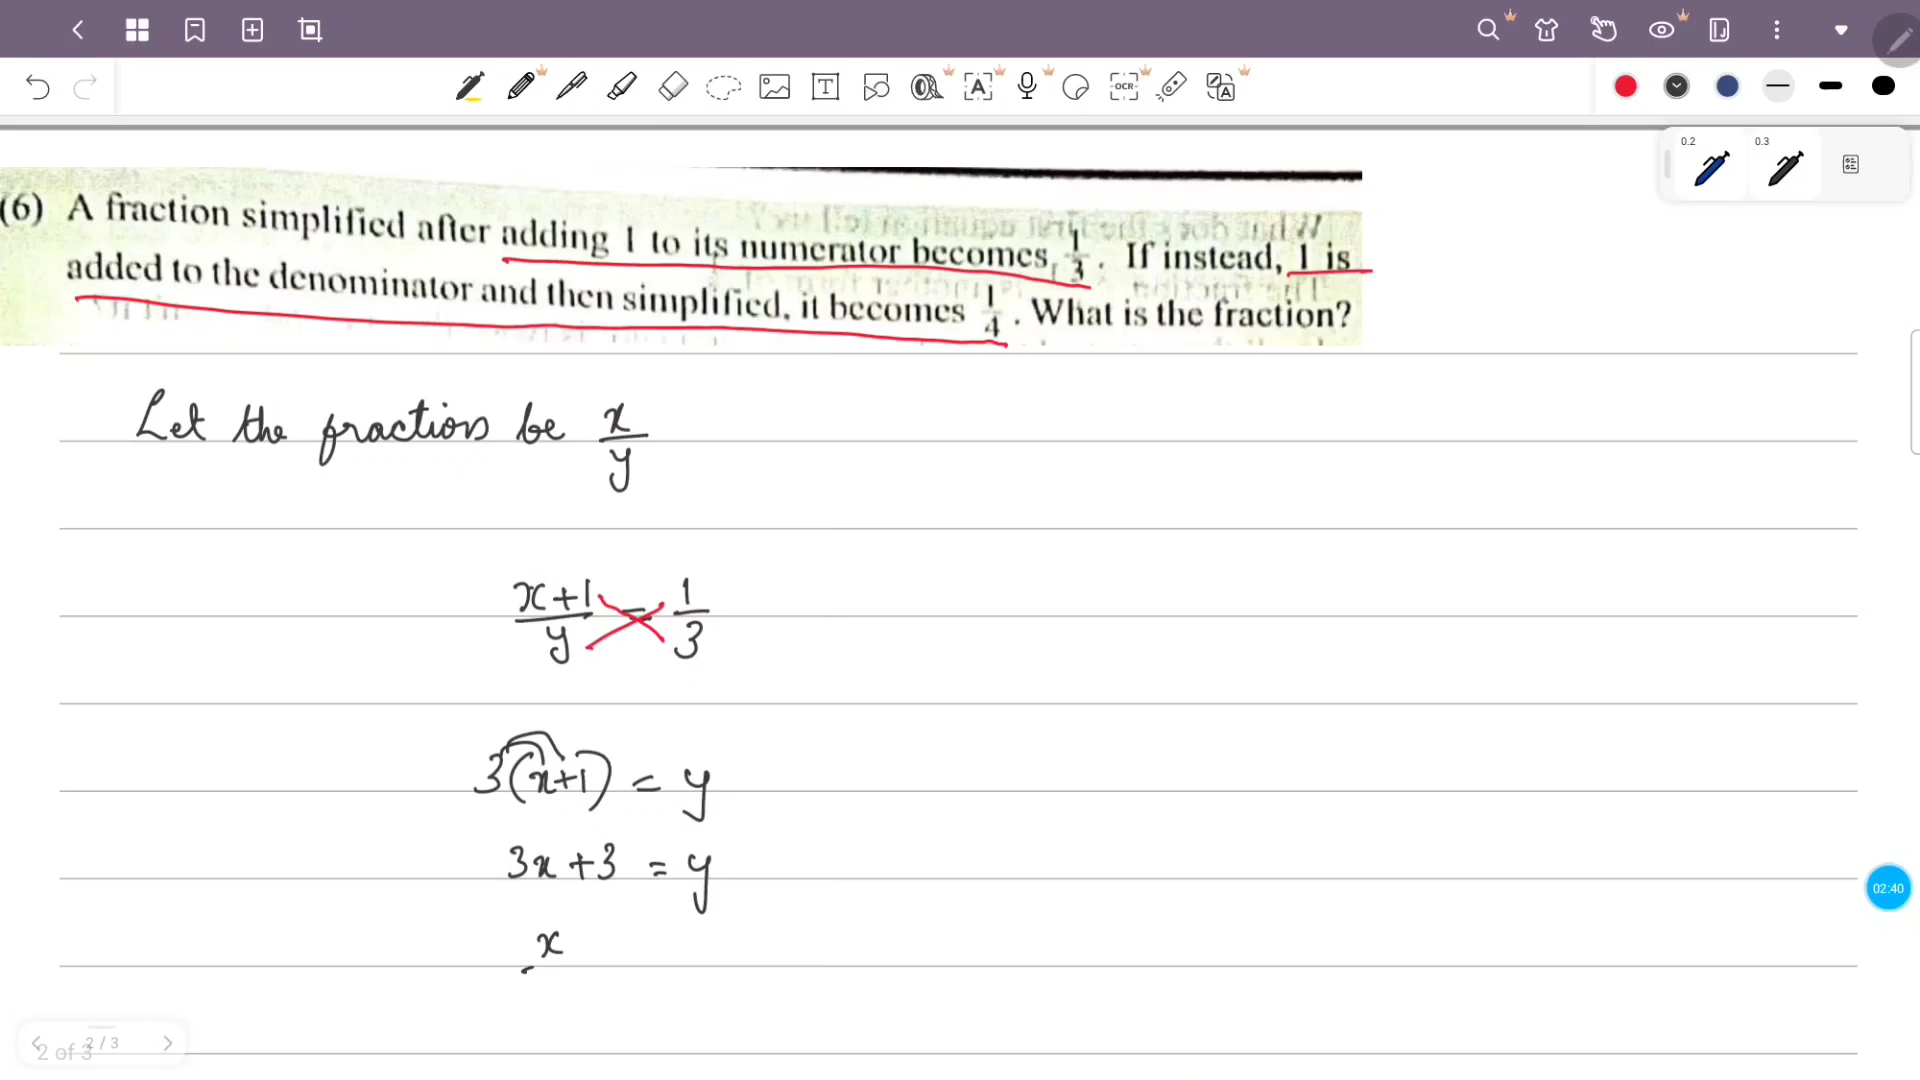 0.2 0.3
(6) A fraction simplified after adding 1 to its numerator becomes, 1/3. If instead, 1 is
added to the denominator and then simplified, it becomes 1/4. What is the fraction?
Let the fraction be x/y
x+1/y = 1/3
3(x+1) = y
3x+3 = y
x
02:40
2/3
2 of 3
OCR